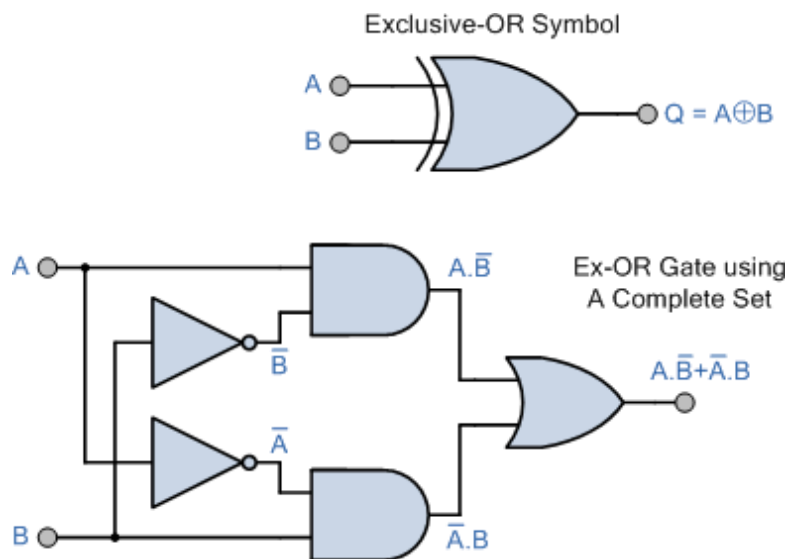 Exclusive-OR Symbol
A
Q = A⊕B
B
A
A.B̅
Ex-OR Gate using
A Complete Set
B̅
A.B̅+A̅.B
A̅
B
A̅.B